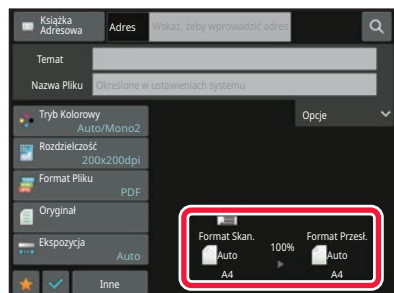 Książka
Adresowa
Adres
Wskaż, żeby wprowadzić adres
Temat
Nazwa Pliku
Określone w ustawieniach systemu
Tryb Kolorowy
Auto/Mono2
Opcje
Rozdzielczość
200x200dpi
Format Pliku
PDF
Oryginał
Ekspozycja
Auto
Format Skan.
100%
Format Przesł.
Auto
Auto
A4
A4
Inne